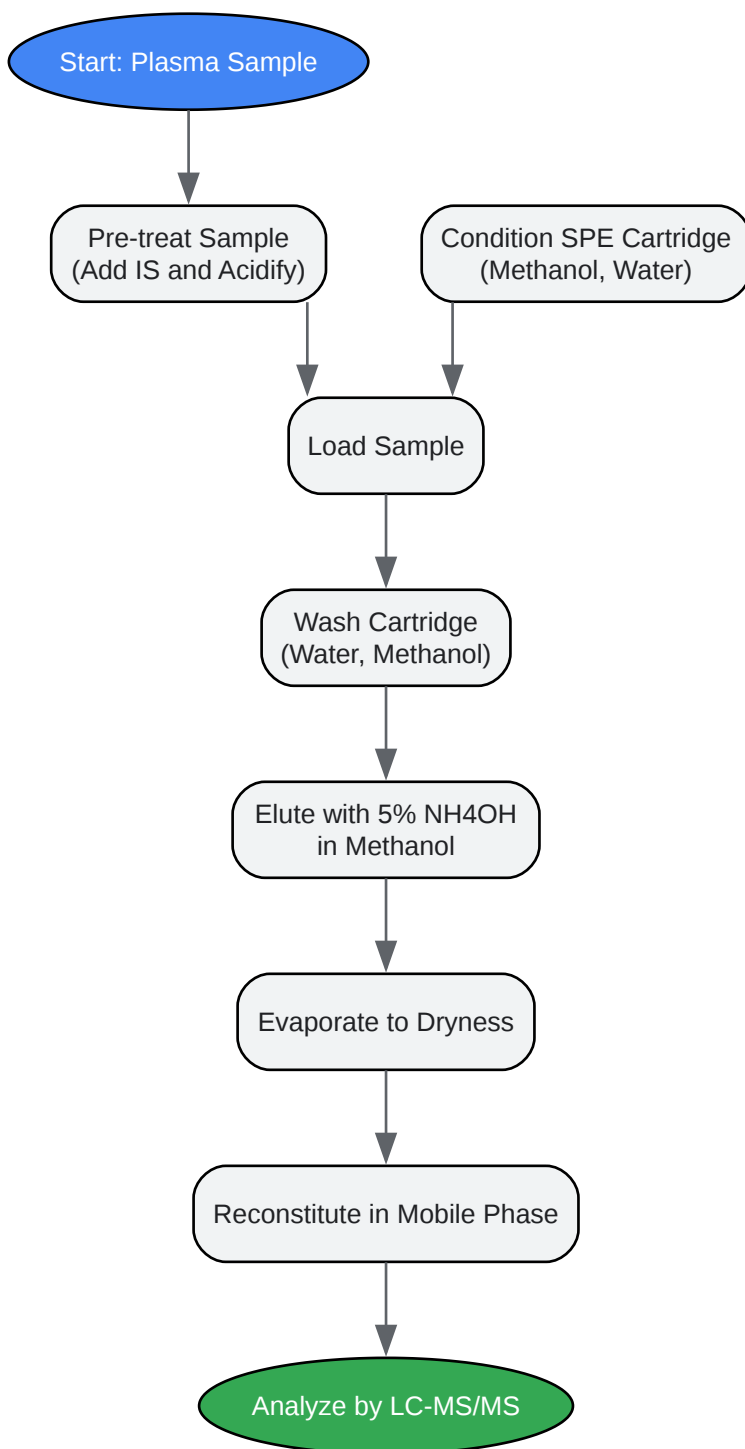 Start: Plasma Sample
Pre-treat Sample
(Add IS and Acidify)
Condition SPE Cartridge
(Methanol, Water)
Load Sample
Wash Cartridge
(Water, Methanol)
Elute with 5% NH4OH
in Methanol
Evaporate to Dryness
Reconstitute in Mobile Phase
Analyze by LC-MS/MS